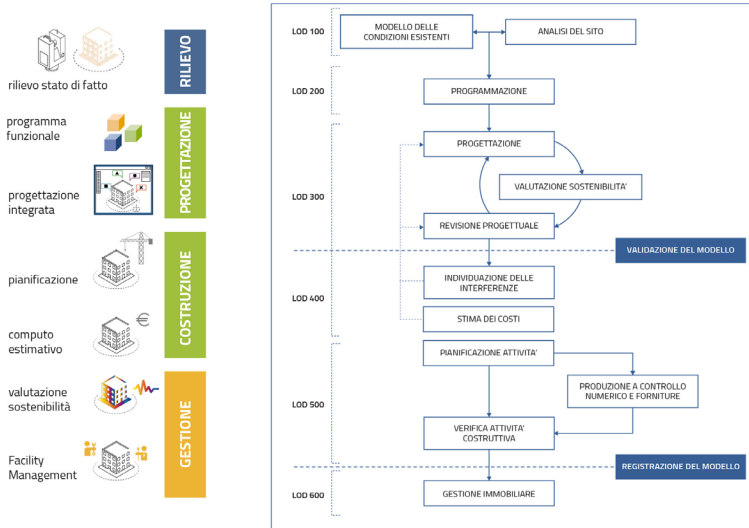 rilievo stato di fatto
programma
funzionale
progettazione
integrata
pianificazione
computo
estimativo
valutazione
sostenibilità
Facility
Management
€
RILIEVO
PROGETTAZIONE
COSTRUZIONE
GESTIONE
LOD 100
MODELLO DELLE
CONDIZIONI ESISTENTI
ANALISI DEL SITO
LOD 200
PROGRAMMAZIONE
LOD 300
PROGETTAZIONE
VALUTAZIONE SOSTENIBILITA'
REVISIONE PROGETTUALE
VALIDAZIONE DEL MODELLO
LOD 400
INDIVIDUAZIONE DELLE
INTERFERENZE
STIMA DEI COSTI
LOD 500
PIANIFICAZIONE ATTIVITA'
PRODUZIONE A CONTROLLO
NUMERICO E FORNITURE
VERIFICA ATTIVITA'
COSTRUTTIVA
REGISTRAZIONE DEL MODELLO
LOD 600
GESTIONE IMMOBILIARE